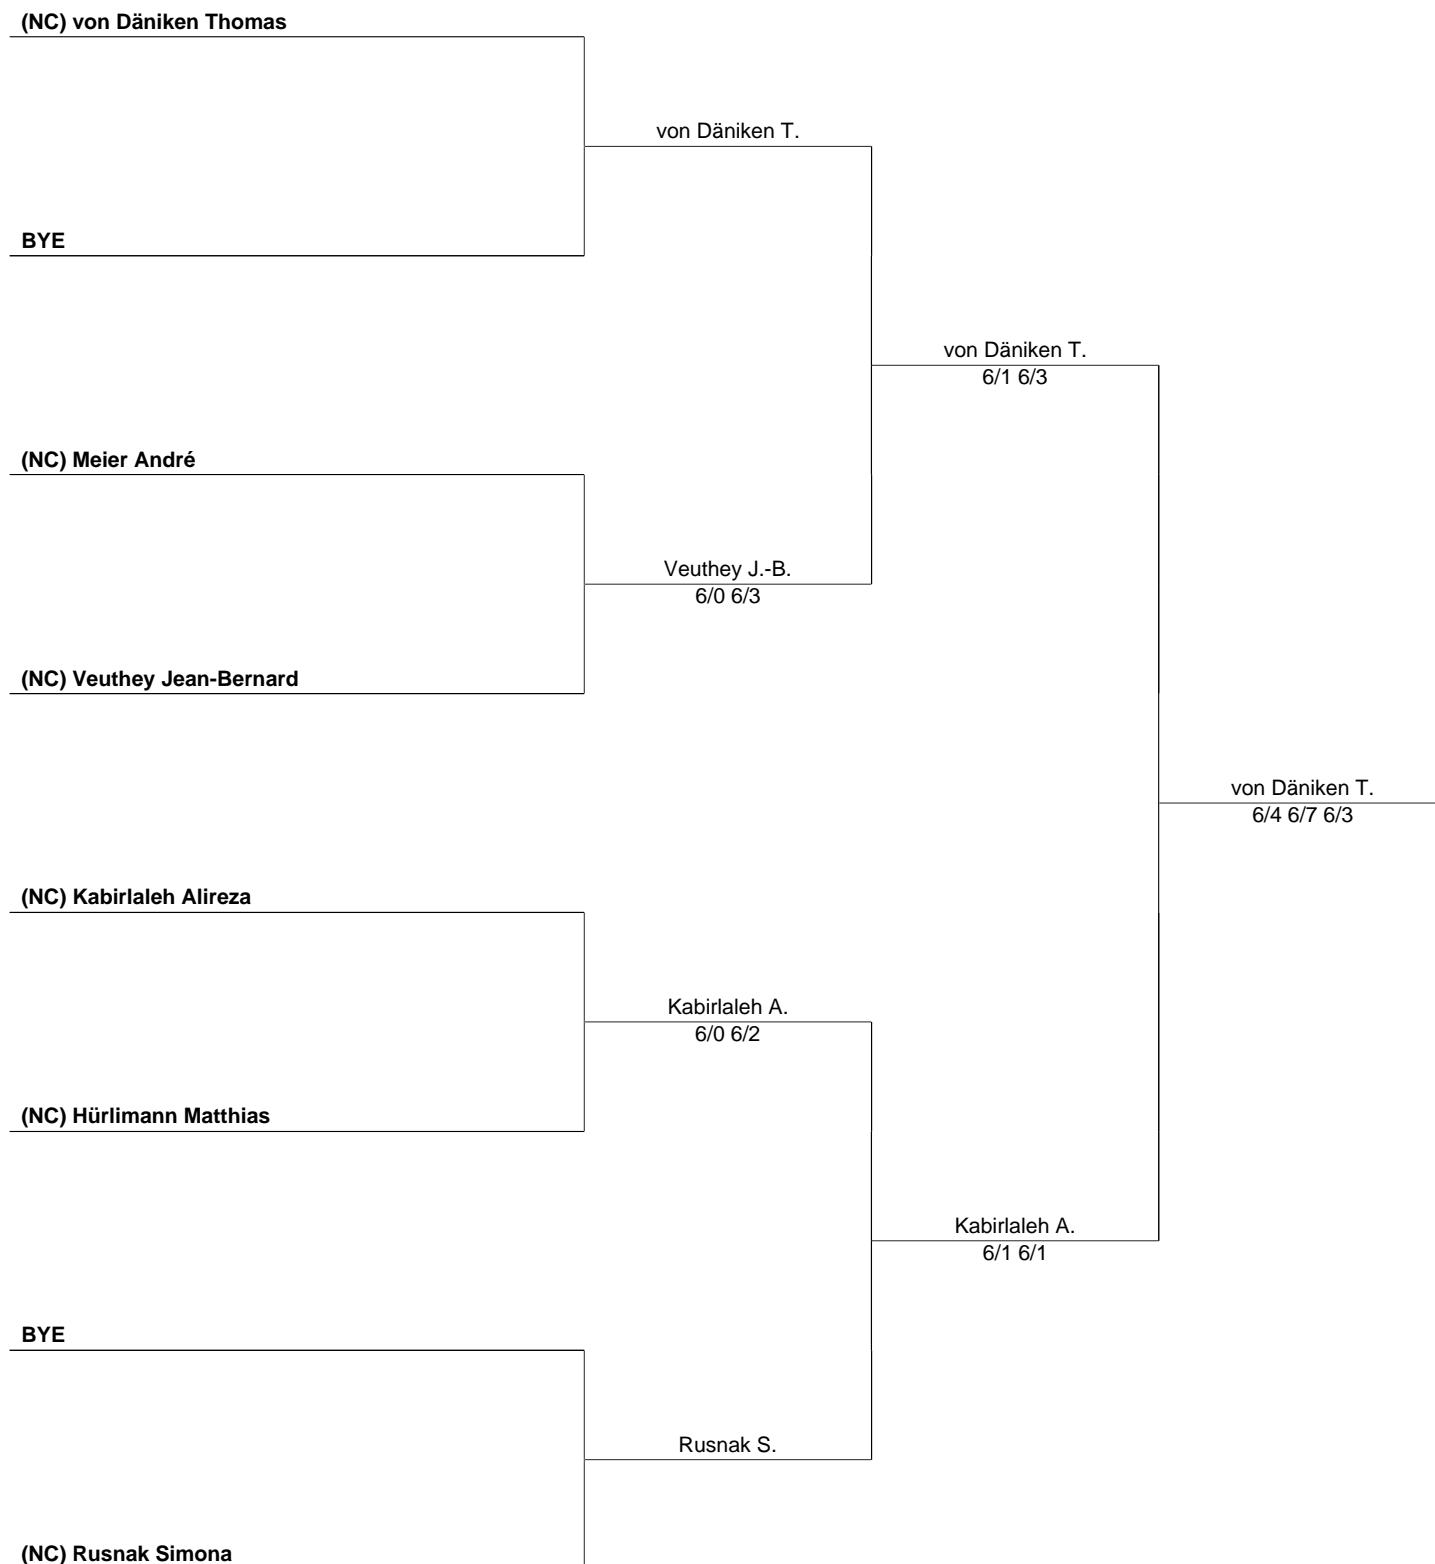 (NC) von Däniken Thomas
von Däniken T.
BYE
von Däniken T.
6/1 6/3
(NC) Meier André
Veuthey J.-B.
6/0 6/3
(NC) Veuthey Jean-Bernard
von Däniken T.
6/4 6/7 6/3
(NC) Kabirlaleh Alireza
Kabirlaleh A.
6/0 6/2
(NC) Hürlimann Matthias
Kabirlaleh A.
6/1 6/1
BYE
Rusnak S.
(NC) Rusnak Simona